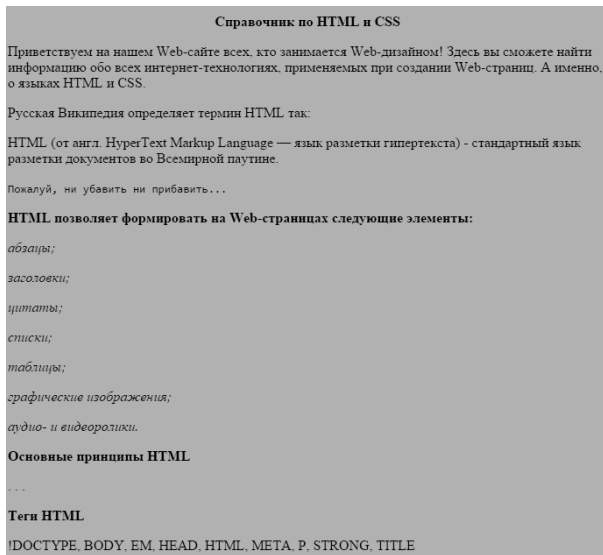 Справочник по HTML и CSS
Приветствуем на нашем Web-сайте всех, кто занимается Web-дизайном! Здесь вы сможете найти
информацию обо всех интернет-технологиях, применяемых при создании Web-страниц. А именно,
о языках HTML и CSS.
Русская Википедия определяет термин HTML так:
HTML (от англ. HyperText Markup Language — язык разметки гипертекста) - стандартный язык
разметки документов во Всемирной паутине.
Пожалуй, ни убавить ни прибавить...
HTML позволяет формировать на Web-страницах следующие элементы:
абзацы;
заголовки;
цитаты;
списки;
таблицы;
графические изображения;
аудио- и видеоролики.
Основные принципы HTML
. . .
Теги HTML
!DOCTYPE, BODY, EM, HEAD, HTML, META, P, STRONG, TITLE